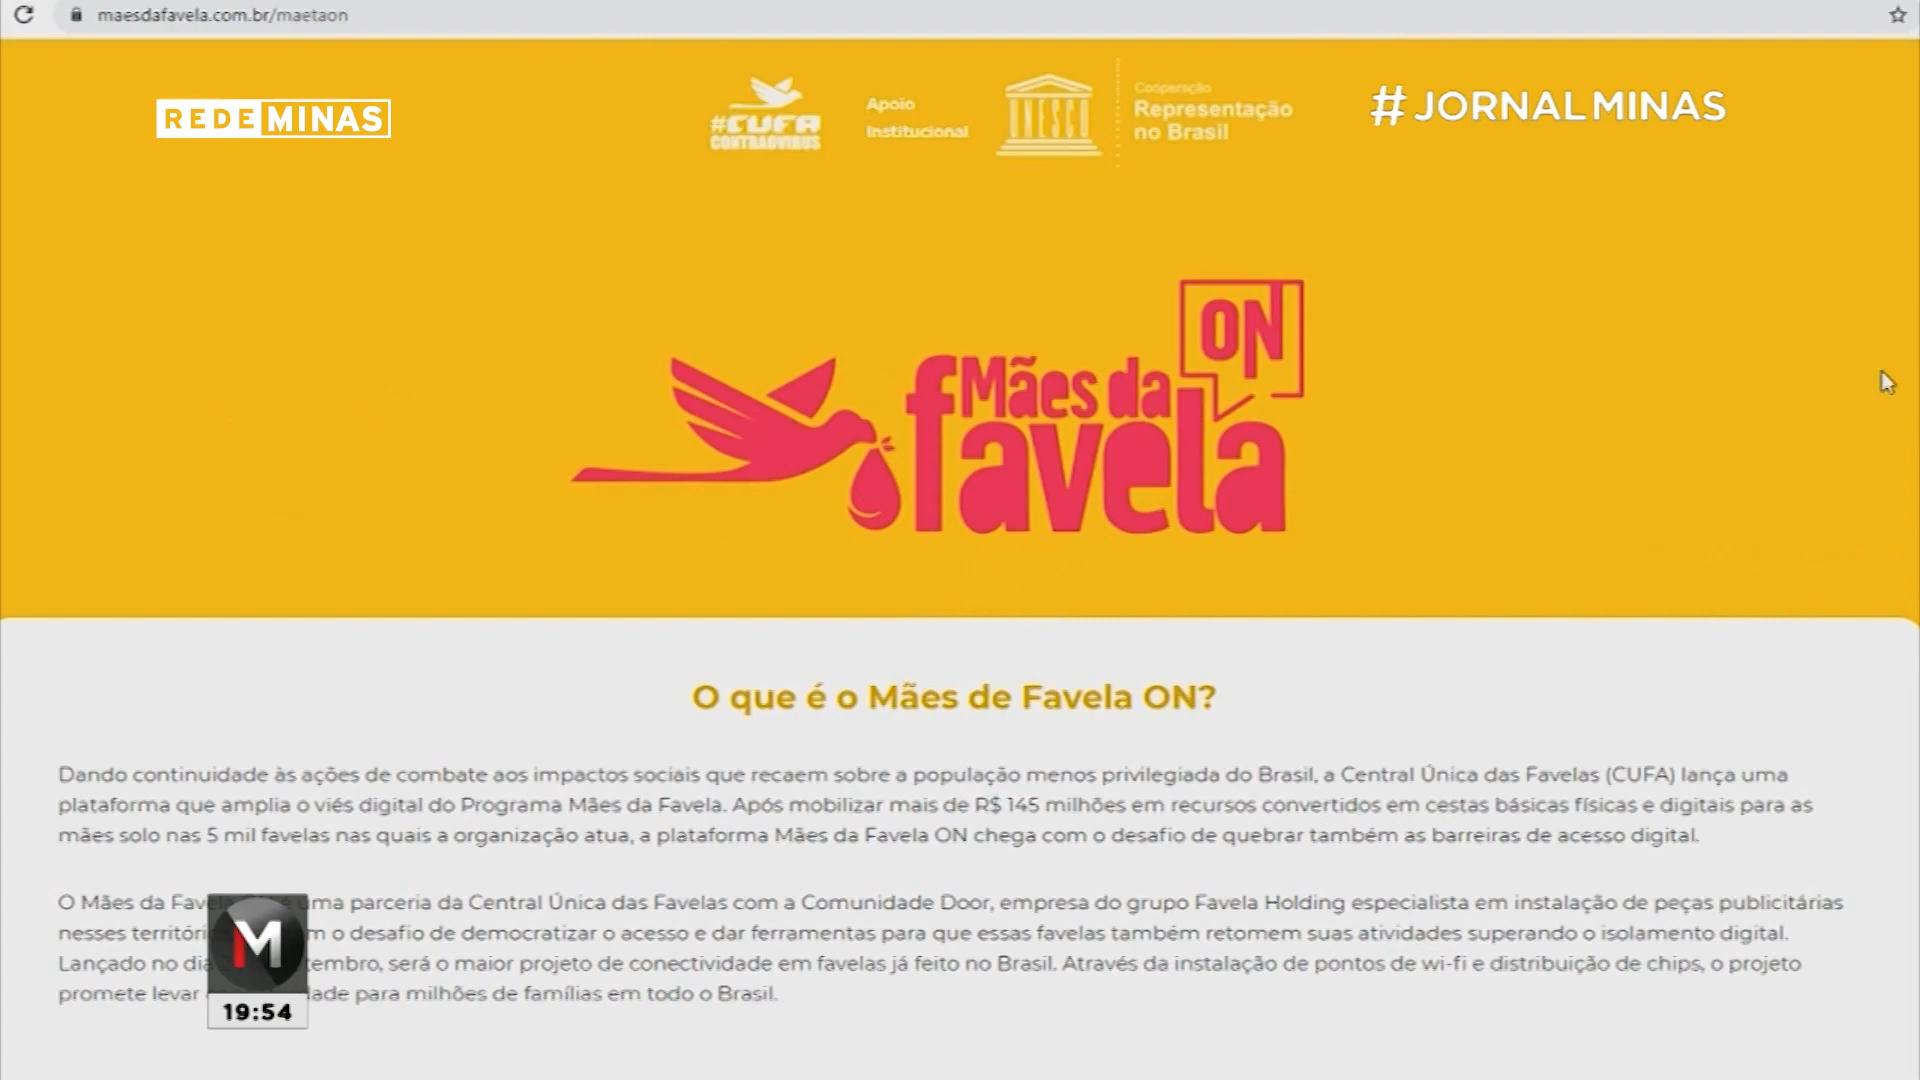 maesdafavela.com.br/maetaon
REDEMINAS
#CUFA
CONTRAOVIRUS
Apoio
Institucional
UNESCO
Cooperação
Representação
no Brasil
#JORNALMINAS
ON
Mães da
favela
O que é o Mães de Favela ON?
Dando continuidade às ações de combate aos impactos sociais que recaem sobre a população menos privilegiada do Brasil, a Central Única das Favelas (CUFA) lança uma
plataforma que amplia o viés digital do Programa Mães da Favela. Após mobilizar mais de R$ 145 milhões em recursos convertidos em cestas básicas físicas e digitais para as
mães solo nas 5 mil favelas nas quais a organização atua, a plataforma Mães da Favela ON chega com o desafio de quebrar também as barreiras de acesso digital.
O Mães da Favela uma parceria da Central Única das Favelas com a Comunidade Door, empresa do grupo Favela Holding especialista em instalação de peças publicitárias
nesses o desafio de democratizar o acesso e dar ferramentas para que essas favelas também retomem suas atividades superando o isolamento digital.
Lançado no dia será o maior projeto de conectividade em favelas já feito no Brasil. Através da instalação de pontos de wi-fi e distribuição de chips, o projeto
promete levar para milhões de famílias em todo o Brasil.
M
19:54